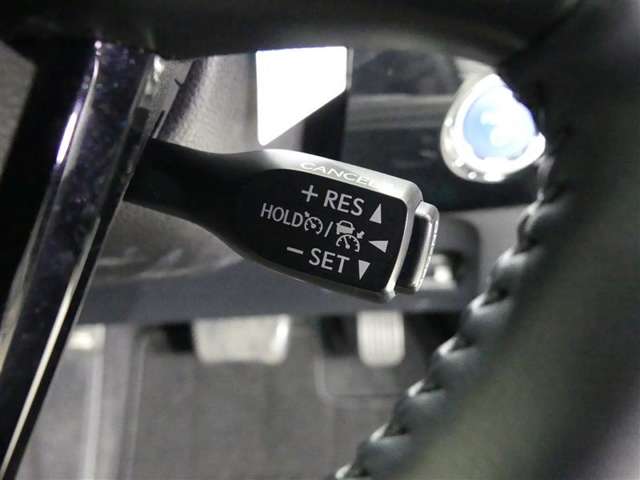 CANCEL
+ RES ▲
HOLD / ◀
− SET ▼